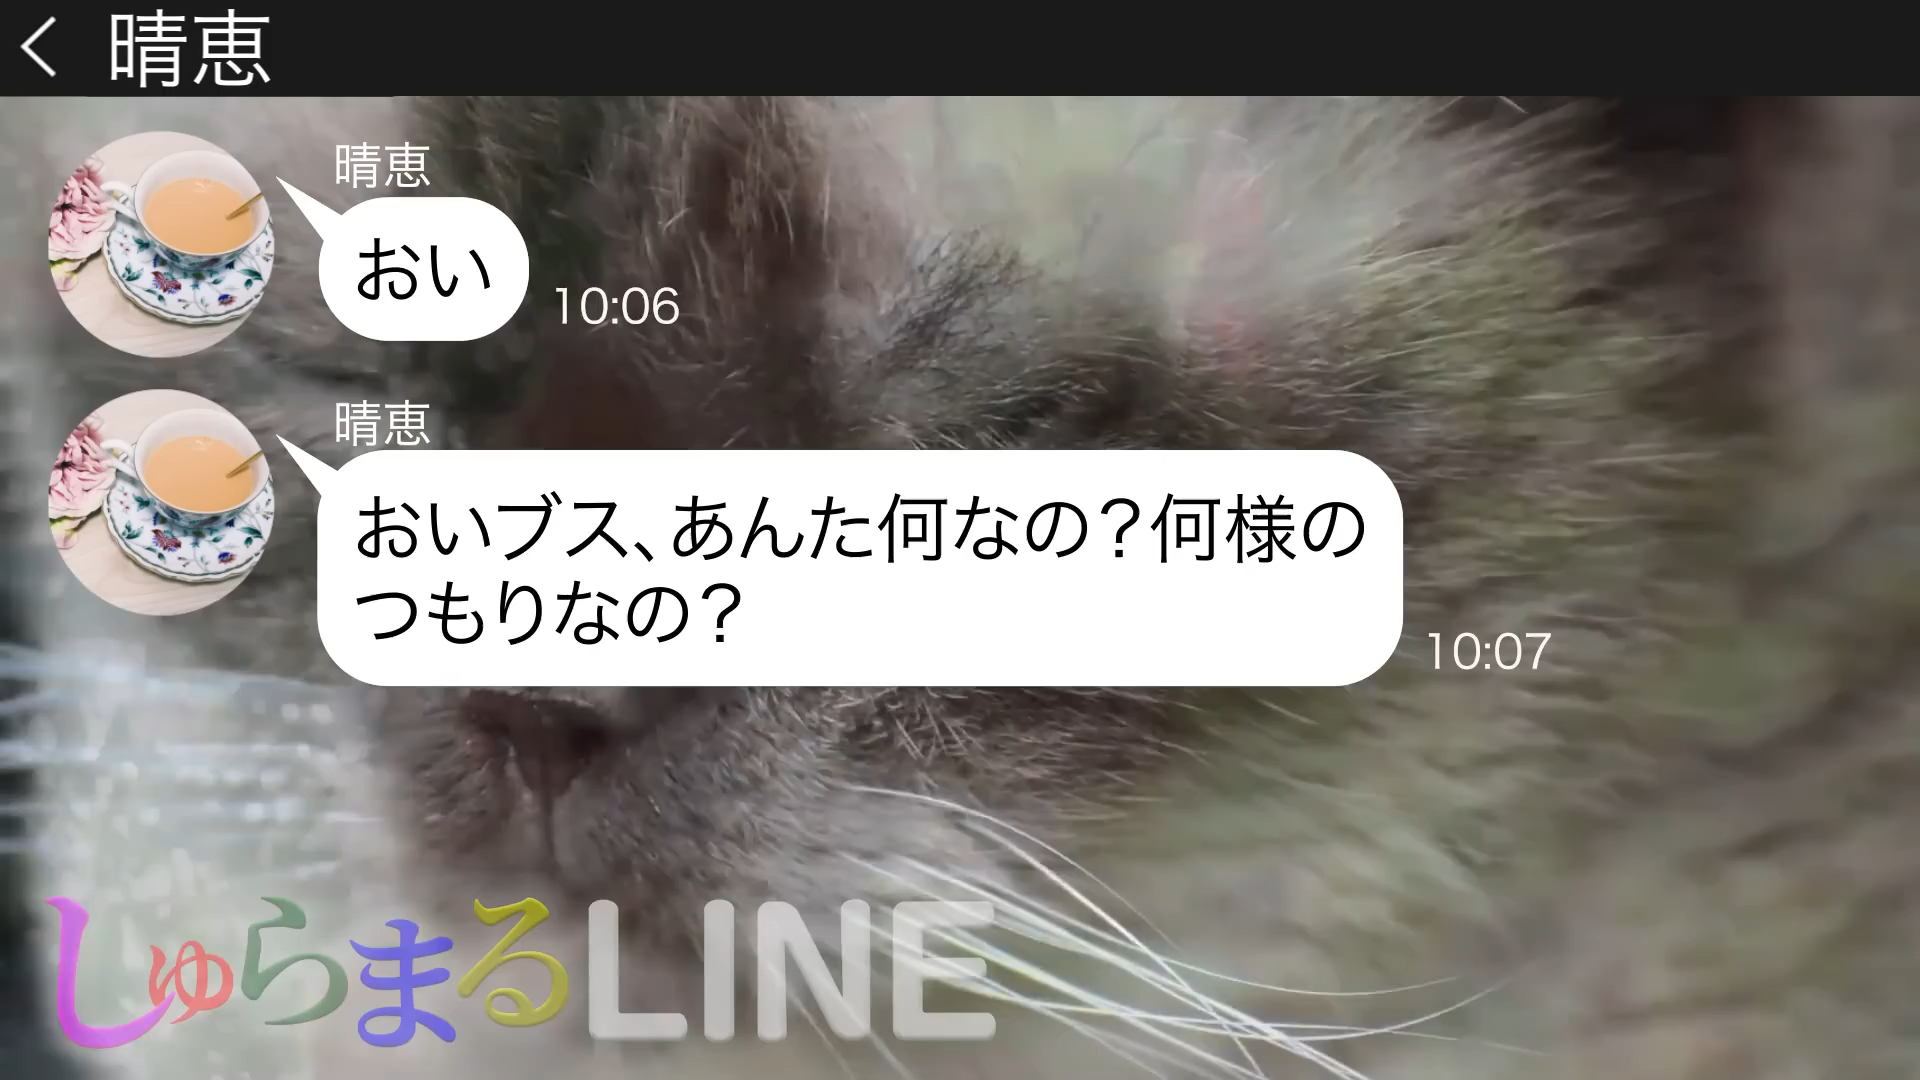 晴恵
晴恵
おい
10:06
晴恵
おいブス、あんた何なの？何様の
つもりなの？
10:07
しゅらまるLINE